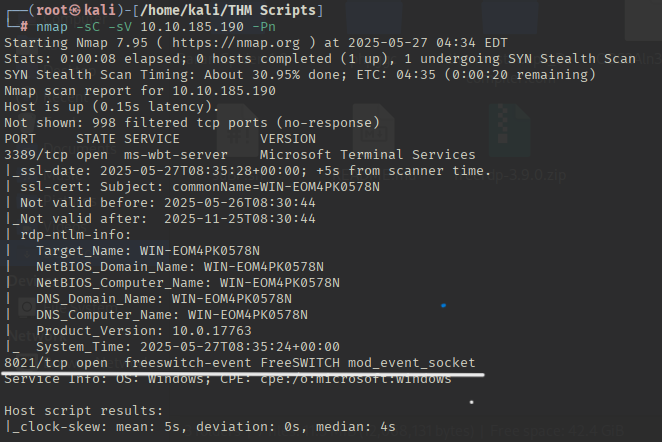 ┌──(root㉿kali)-[/home/kali/THM Scripts]
└─# nmap -sC -sV 10.10.185.190 -Pn
Starting Nmap 7.95 ( https://nmap.org ) at 2025-05-27 04:34 EDT
Stats: 0:00:08 elapsed; 0 hosts completed (1 up), 1 undergoing SYN Stealth Scan
SYN Stealth Scan Timing: About 30.95% done; ETC: 04:35 (0:00:20 remaining)
Nmap scan report for 10.10.185.190
Host is up (0.15s latency).
Not shown: 998 filtered tcp ports (no-response)
PORT     STATE SERVICE          VERSION
3389/tcp open  ms-wbt-server    Microsoft Terminal Services
|_ssl-date: 2025-05-27T08:35:28+00:00; +5s from scanner time.
| ssl-cert: Subject: commonName=WIN-EOM4PK0578N
| Not valid before: 2025-05-26T08:30:44
|_Not valid after:  2025-11-25T08:30:44
| rdp-ntlm-info:
|   Target_Name: WIN-EOM4PK0578N
|   NetBIOS_Domain_Name: WIN-EOM4PK0578N
|   NetBIOS_Computer_Name: WIN-EOM4PK0578N
|   DNS_Domain_Name: WIN-EOM4PK0578N
|   DNS_Computer_Name: WIN-EOM4PK0578N
|   Product_Version: 10.0.17763
|_  System_Time: 2025-05-27T08:35:24+00:00
8021/tcp open  freeswitch-event FreeSWITCH mod_event_socket
Service Info: OS: Windows; CPE: cpe:/o:microsoft:windows

Host script results:
|_clock-skew: mean: 5s, deviation: 0s, median: 4s